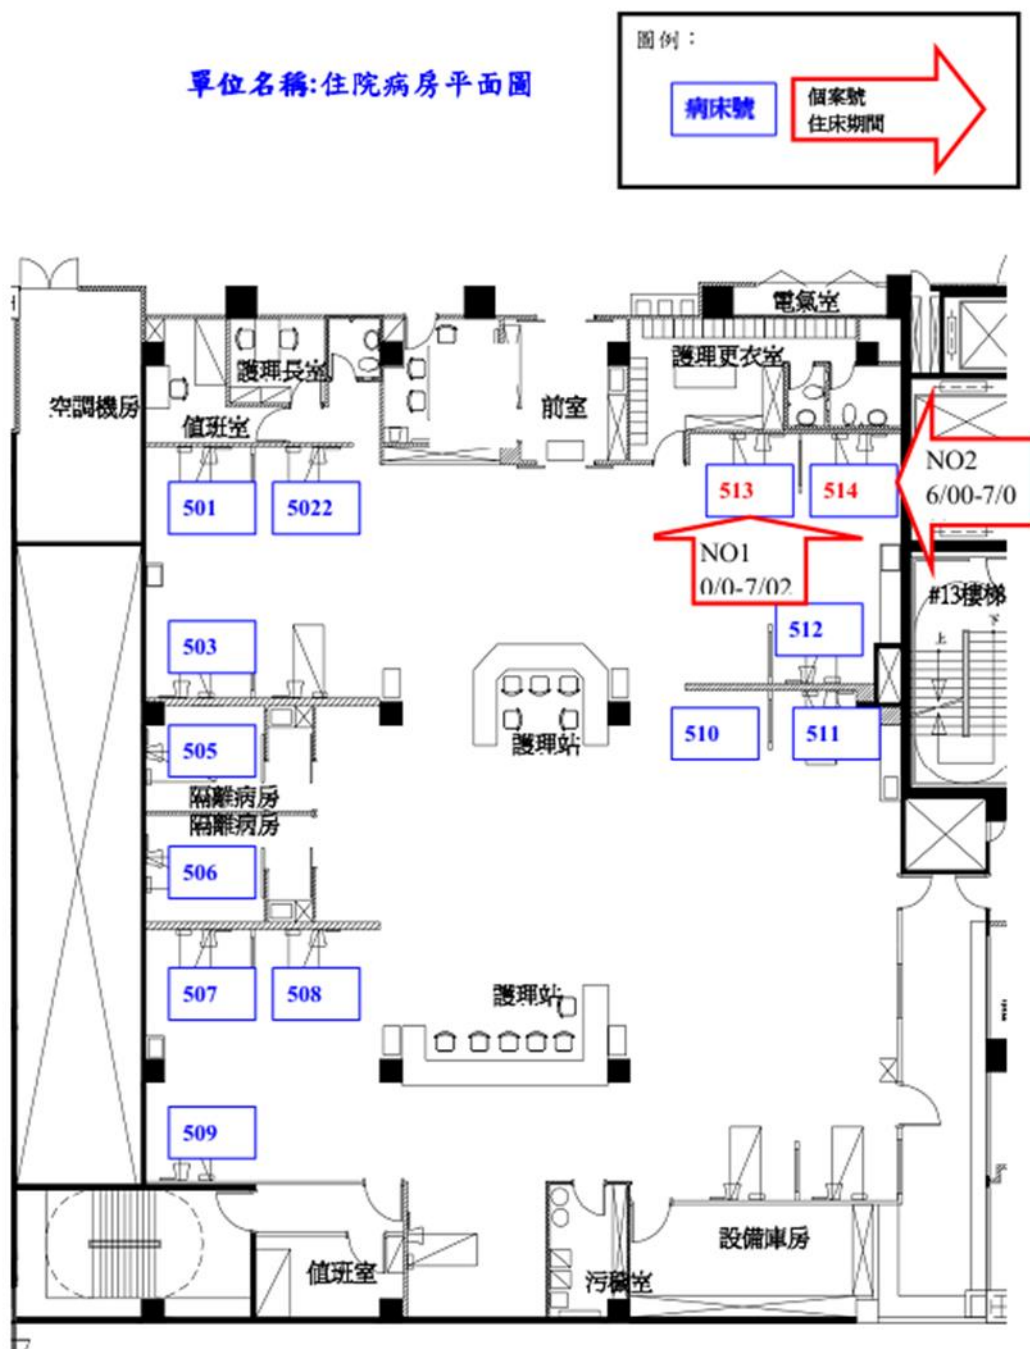 單位名稱:住院病房平面圖
圖例：
病床號
個案號
住床期間
電氣室
護理長室
護理更衣室
空調機房
值班室
前室
NO2
6/00-7/0
501
5022
513
514
NO1
0/0-7/02
#13樓梯
上
下
503
512
505
護理站
510
511
隔離病房
隔離病房
506
507
508
護理站
509
設備庫房
值班室
污穢室